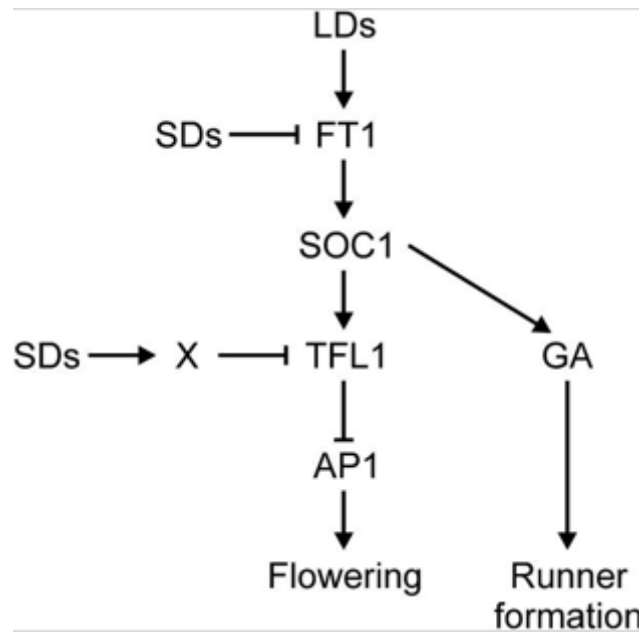 LDs
SDs FT1
SOC1
SDs X TFL1 GA
AP1
Flowering Runner
formation